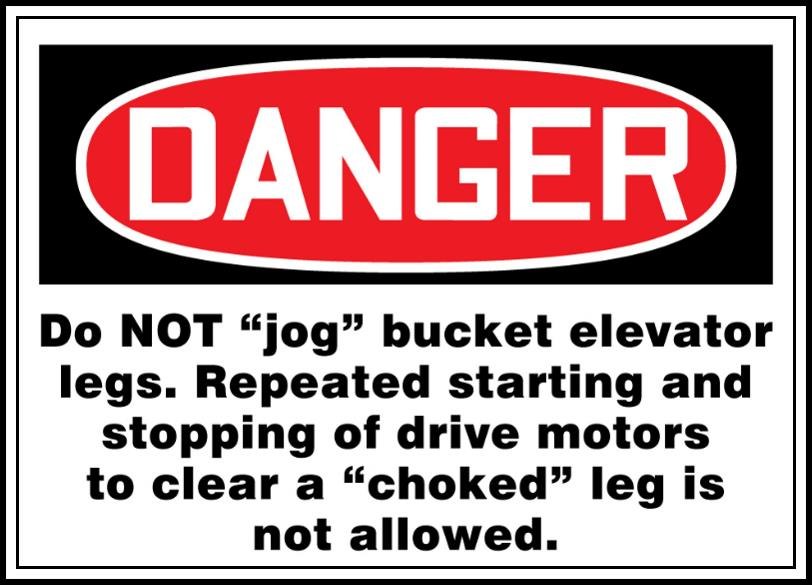 DANGER
Do NOT “jog” bucket elevator
legs. Repeated starting and
stopping of drive motors
to clear a “choked” leg is
not allowed.